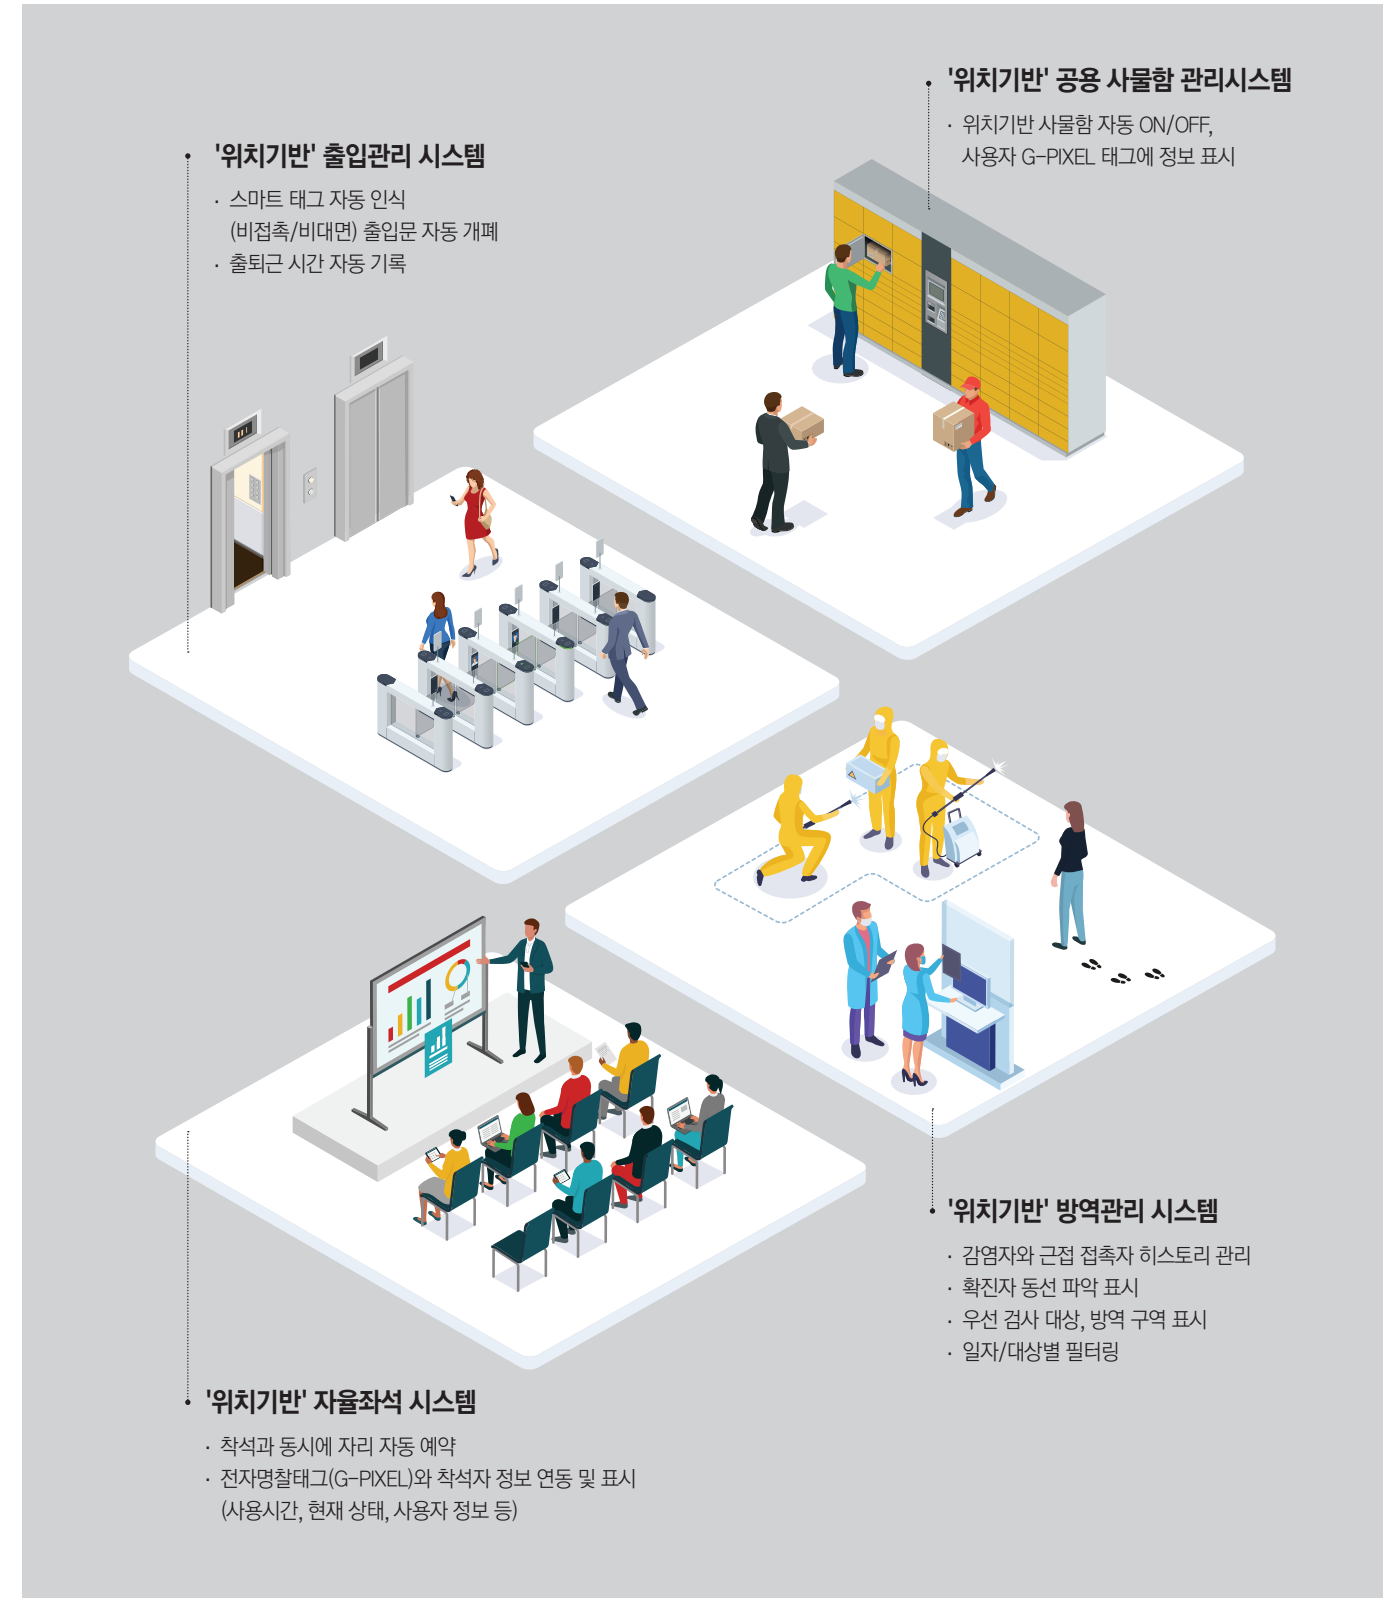 '위치기반' 공용 사물함 관리시스템
· 위치기반 사물함 자동 ON/OFF,
사용자 G-PIXEL 태그에 정보 표시
'위치기반' 출입관리 시스템
· 스마트 태그 자동 인식
(비접촉/비대면) 출입문 자동 개폐
· 출퇴근 시간 자동 기록
'위치기반' 방역관리 시스템
· 감염자와 근접 접촉자 히스토리 관리
· 확진자 동선 파악 표시
· 우선 검사 대상, 방역 구역 표시
· 일자/대상별 필터링
'위치기반' 자율좌석 시스템
· 착석과 동시에 자리 자동 예약
· 전자명찰태그(G-PIXEL)와 착석자 정보 연동 및 표시
(사용시간, 현재 상태, 사용자 정보 등)